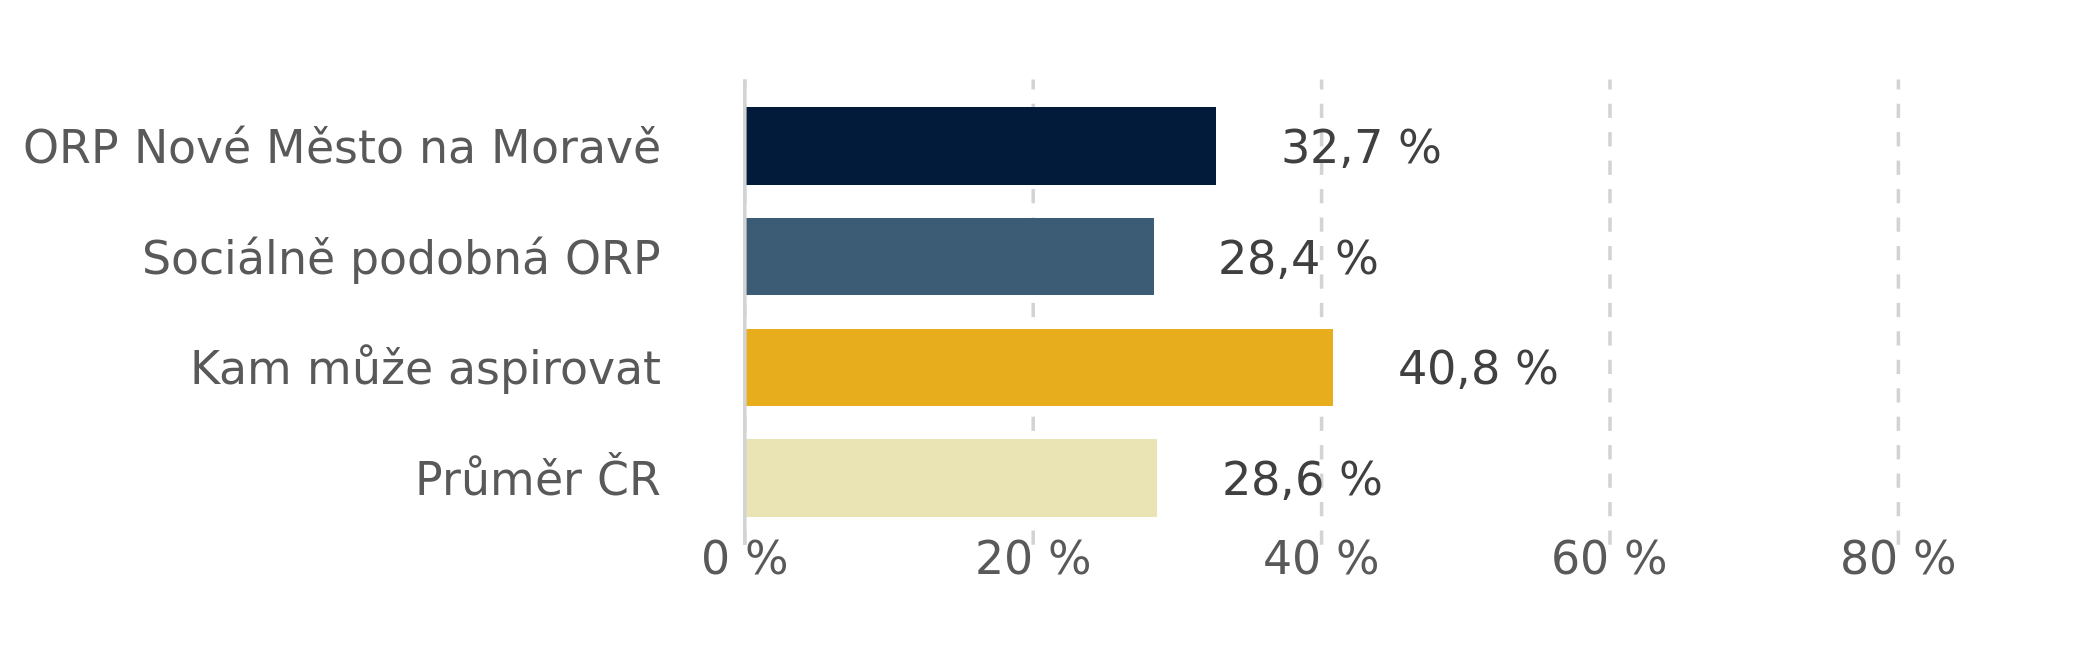 ORP Nové Město na Moravě 32,7 %
Sociálně podobná ORP 28,4 %
Kam může aspirovat 40,8 %
Průměr ČR 28,6 %
0 % 20 % 40 % 60 % 80 %